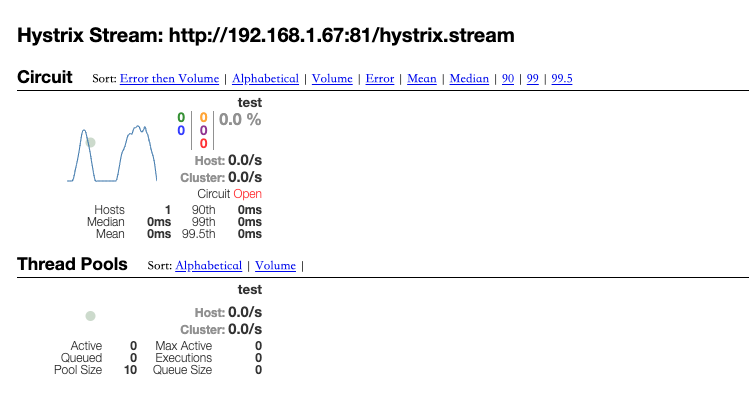 Hystrix Stream: http://192.168.1.67:81/hystrix.stream
Circuit Sort: Error then Volume | Alphabetical | Volume | Error | Mean | Median | 90 | 99 | 99.5
test
0 0 0.0 %
0 0
0
Host: 0.0/s
Cluster: 0.0/s
Circuit Open
Hosts 1 90th 0ms
Median 0ms 99th 0ms
Mean 0ms 99.5th 0ms
Thread Pools Sort: Alphabetical | Volume |
test
Host: 0.0/s
Cluster: 0.0/s
Active 0 Max Active 0
Queued 0 Executions 0
Pool Size 10 Queue Size 0